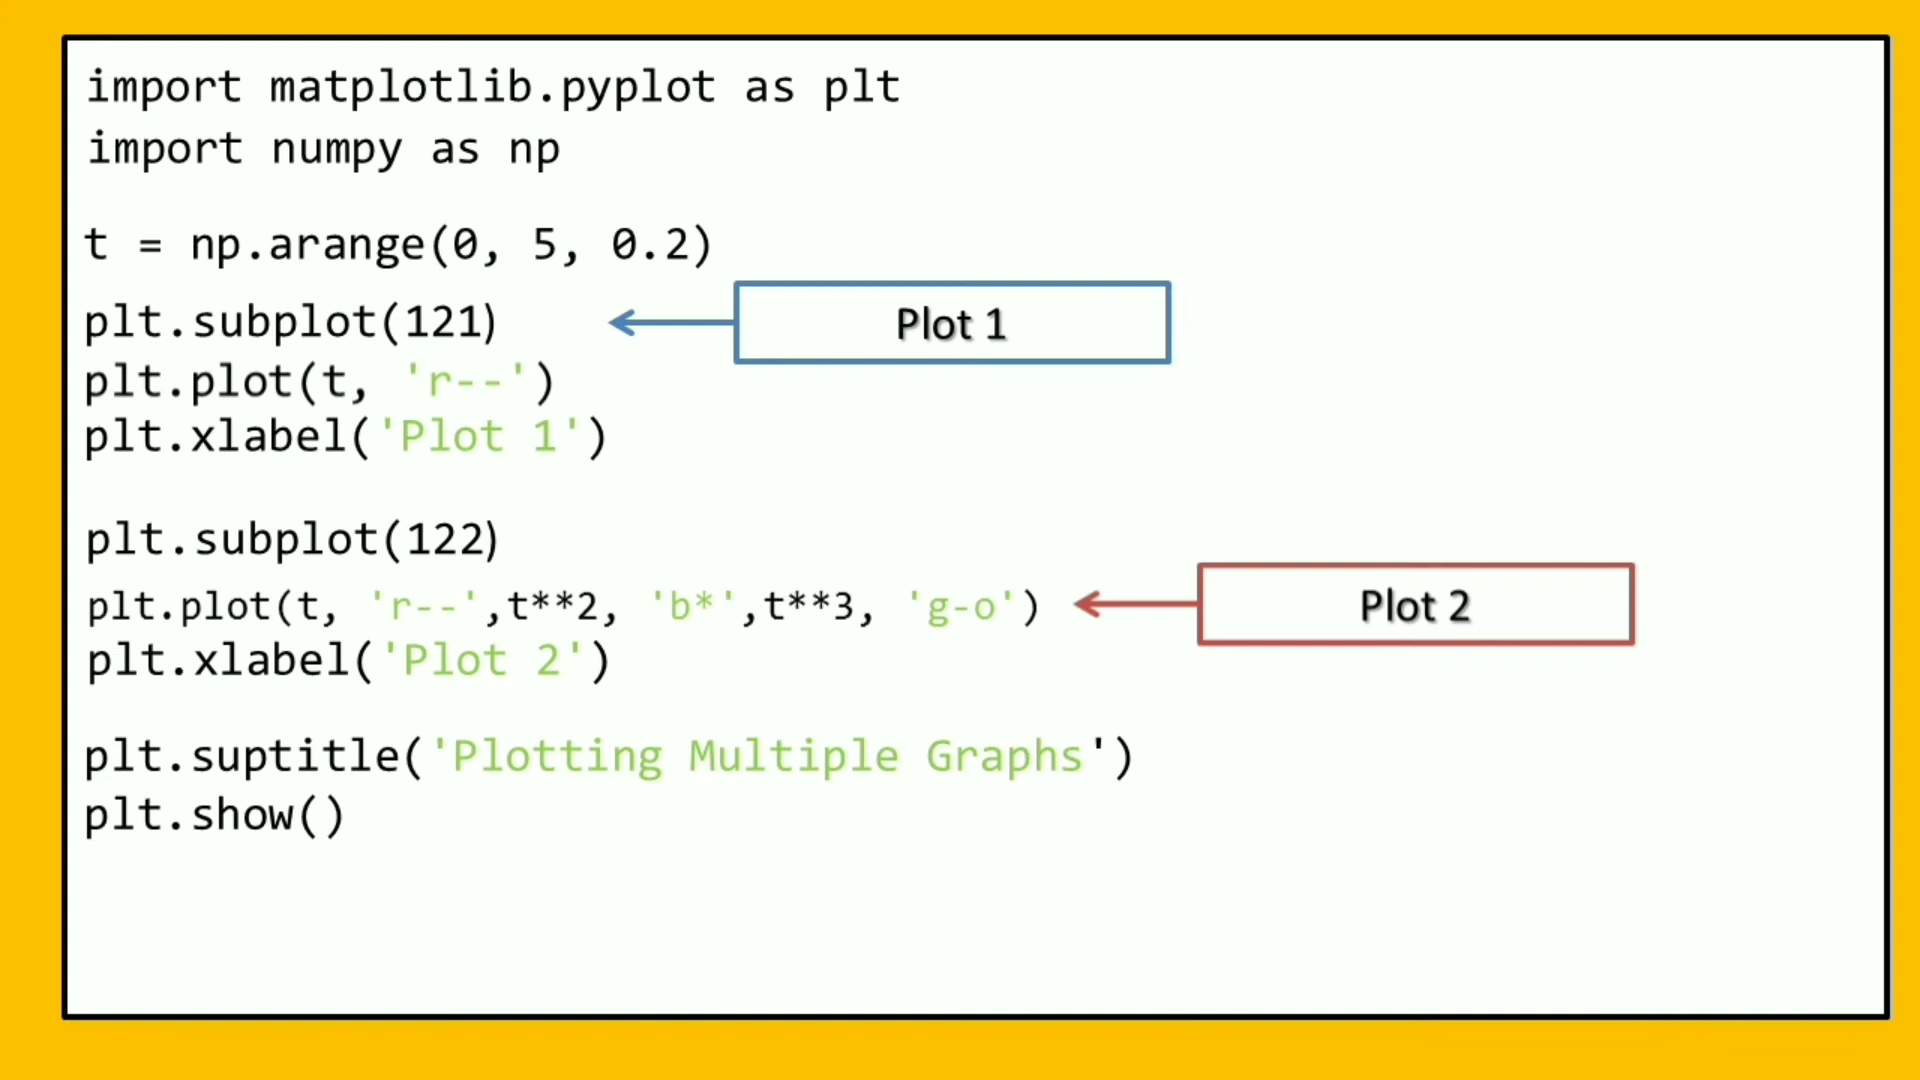 import matplotlib.pyplot as plt
import numpy as np
t = np.arange(0, 5, 0.2)
plt.subplot(121)
Plot 1
plt.plot(t, 'r--')
plt.xlabel('Plot 1')
plt.subplot(122)
plt.plot(t, 'r--',t**2, 'b*',t**3, 'g-o')
Plot 2
plt.xlabel('Plot 2')
plt.suptitle('Plotting Multiple Graphs')
plt.show()